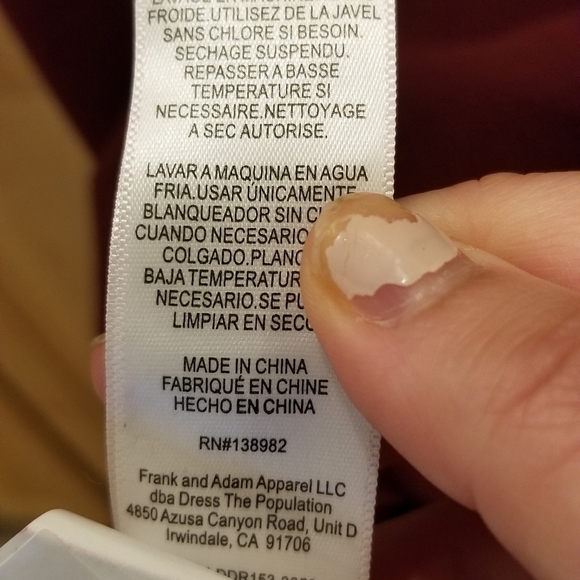 FROIDE.UTILISEZ DE LA JAVEL
SANS CHLORE SI BESOIN.
SECHAGE SUSPENDU.
REPASSER A BASSE
TEMPERATURE SI
NECESSAIRE.NETTOYAGE
A SEC AUTORISE.
LAVAR A MAQUINA EN AGUA
FRIA.USAR ÚNICAMENTE
BLANQUEADOR SIN
CUANDO NECESARIO
COLGADO.
BAJA
NECESARIO.SE
LIMPIAR EN
MADE IN CHINA
FABRIQUÉ EN CHINE
HECHO EN CHINA
RN#138982
Frank and Adam Apparel LLC
dba Dress The Population
4850 Azusa Canyon Road, Unit D
Irwindale, CA 91706